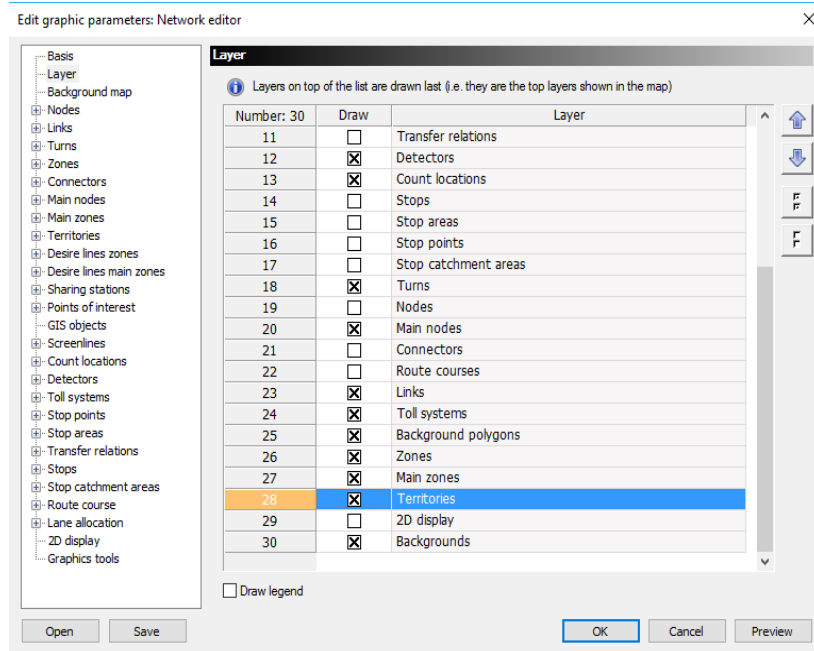 Edit graphic parameters: Network editor
Basis
Layer
Background map
Nodes
Links
Turns
Zones
Connectors
Main nodes
Main zones
Territories
Desire lines zones
Desire lines main zones
Sharing stations
Points of interest
GIS objects
Screenlines
Count locations
Detectors
Toll systems
Stop points
Stop areas
Transfer relations
Stops
Stop catchment areas
Route course
Lane allocation
2D display
Graphics tools
Layer
Layers on top of the list are drawn last (i.e. they are the top layers shown in the map)
Number: 30 Draw Layer
11 Transfer relations
12 Detectors
13 Count locations
14 Stops
15 Stop areas
16 Stop points
17 Stop catchment areas
18 Turns
19 Nodes
20 Main nodes
21 Connectors
22 Route courses
23 Links
24 Toll systems
25 Background polygons
26 Zones
27 Main zones
28 Territories
29 2D display
30 Backgrounds
Draw legend
Open Save OK Cancel Preview